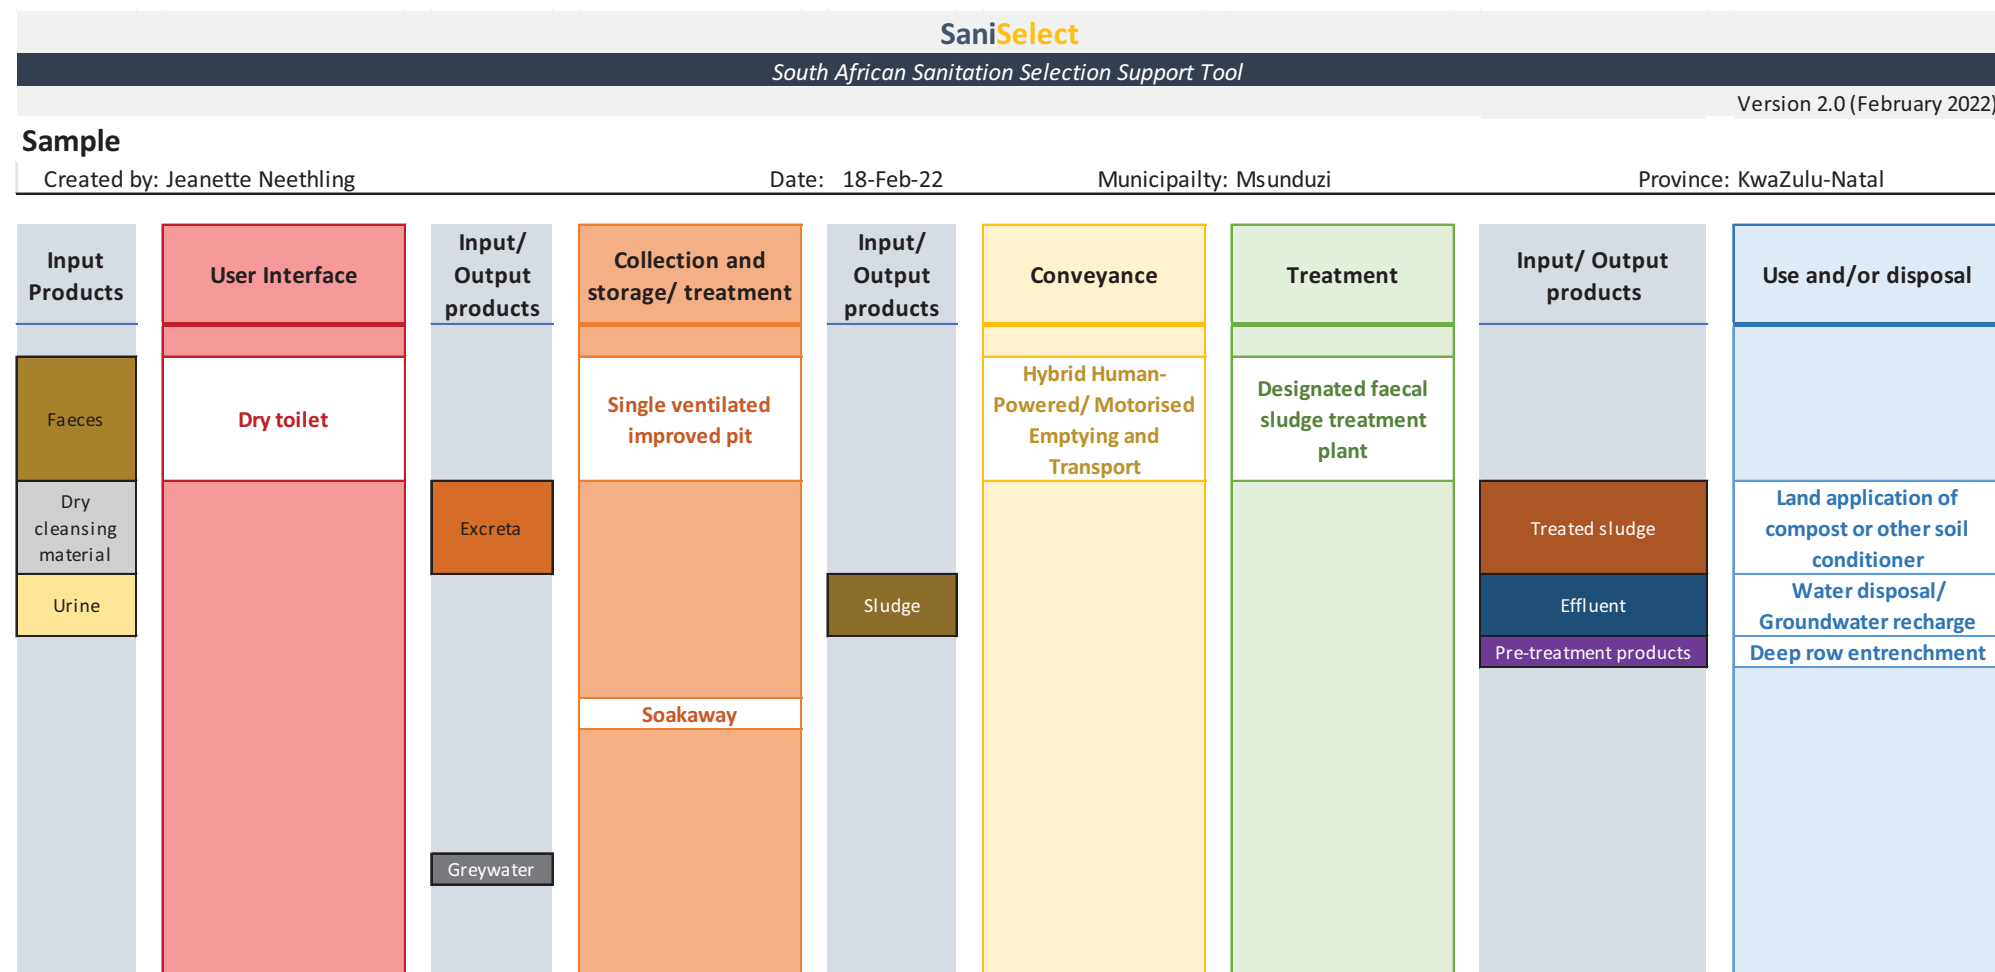 SaniSelect
South African Sanitation Selection Support Tool
Version 2.0 (February 2022)
Sample
Created by: Jeanette Neethling
Date: 18-Feb-22
Municipailty: Msunduzi
Province: KwaZulu-Natal
Input
Products
User Interface
Input/
Output
products
Collection and
storage/ treatment
Input/
Output
products
Conveyance
Treatment
Input/ Output
products
Use and/or disposal
Faeces
Dry toilet
Single ventilated
improved pit
Hybrid Human-
Powered/ Motorised
Emptying and
Transport
Designated faecal
sludge treatment
plant
Dry
cleansing
material
Excreta
Treated sludge
Land application of
compost or other soil
conditioner
Urine
Sludge
Effluent
Water disposal/
Groundwater recharge
Pre-treatment products
Deep row entrenchment
Soakaway
Greywater